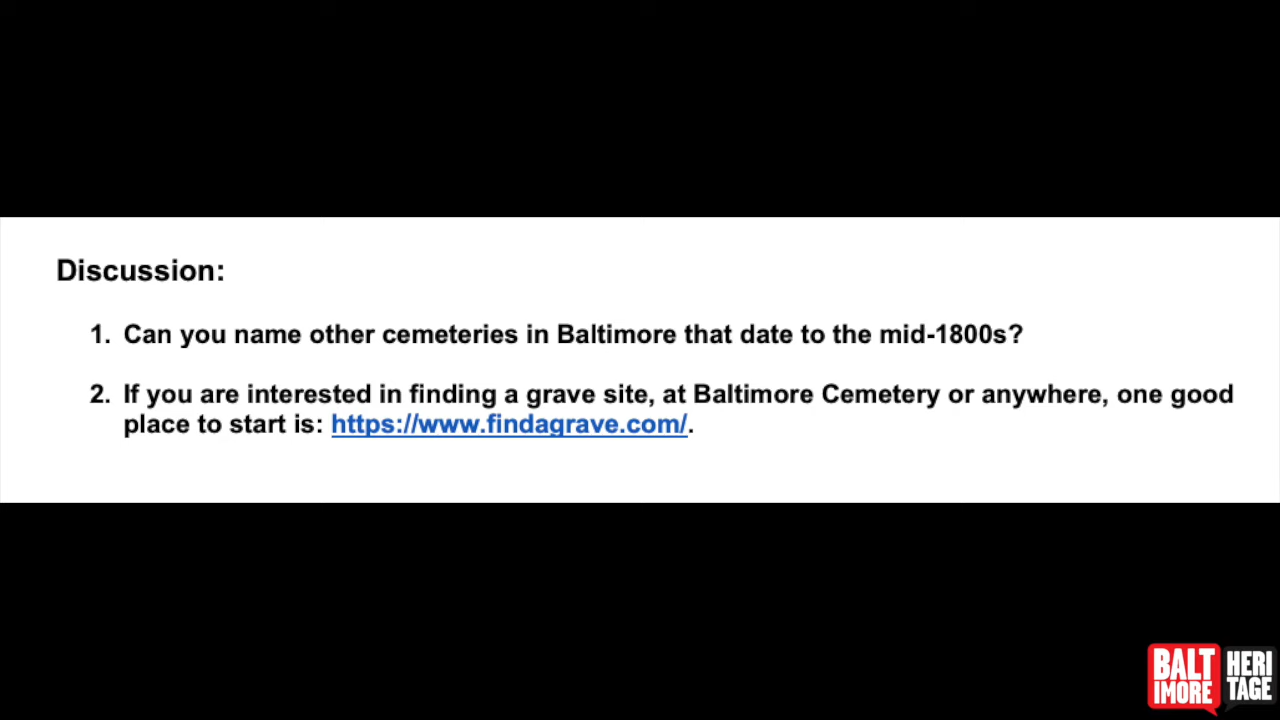 Discussion:
1. Can you name other cemeteries in Baltimore that date to the mid-1800s?
2. If you are interested in finding a grave site, at Baltimore Cemetery or anywhere, one good
place to start is: https://www.findagrave.com/.
BALT HERI
IMORE TAGE